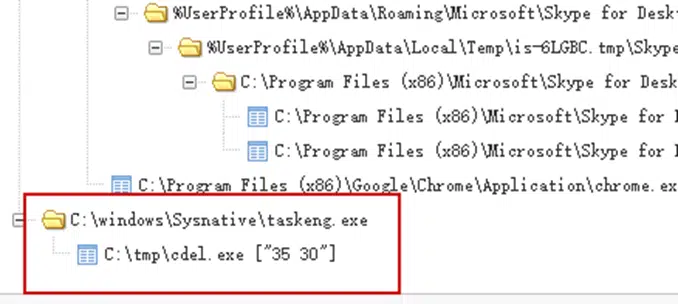 %UserProfile%\AppData\Roaming\Microsoft\Skype for Desk
%UserProfile%\AppData\Local\Temp\is-6LGBC.tmp\Skype
C:\Program Files (x86)\Microsoft\Skype for Desk
C:\Program Files (x86)\Microsoft\Skype for D
C:\Program Files (x86)\Microsoft\Skype for D
C:\Program Files (x86)\Google\Chrome\Application\chrome.ex
C:\windows\Sysnative\taskeng.exe
C:\tmp\cdel.exe ["35 30"]